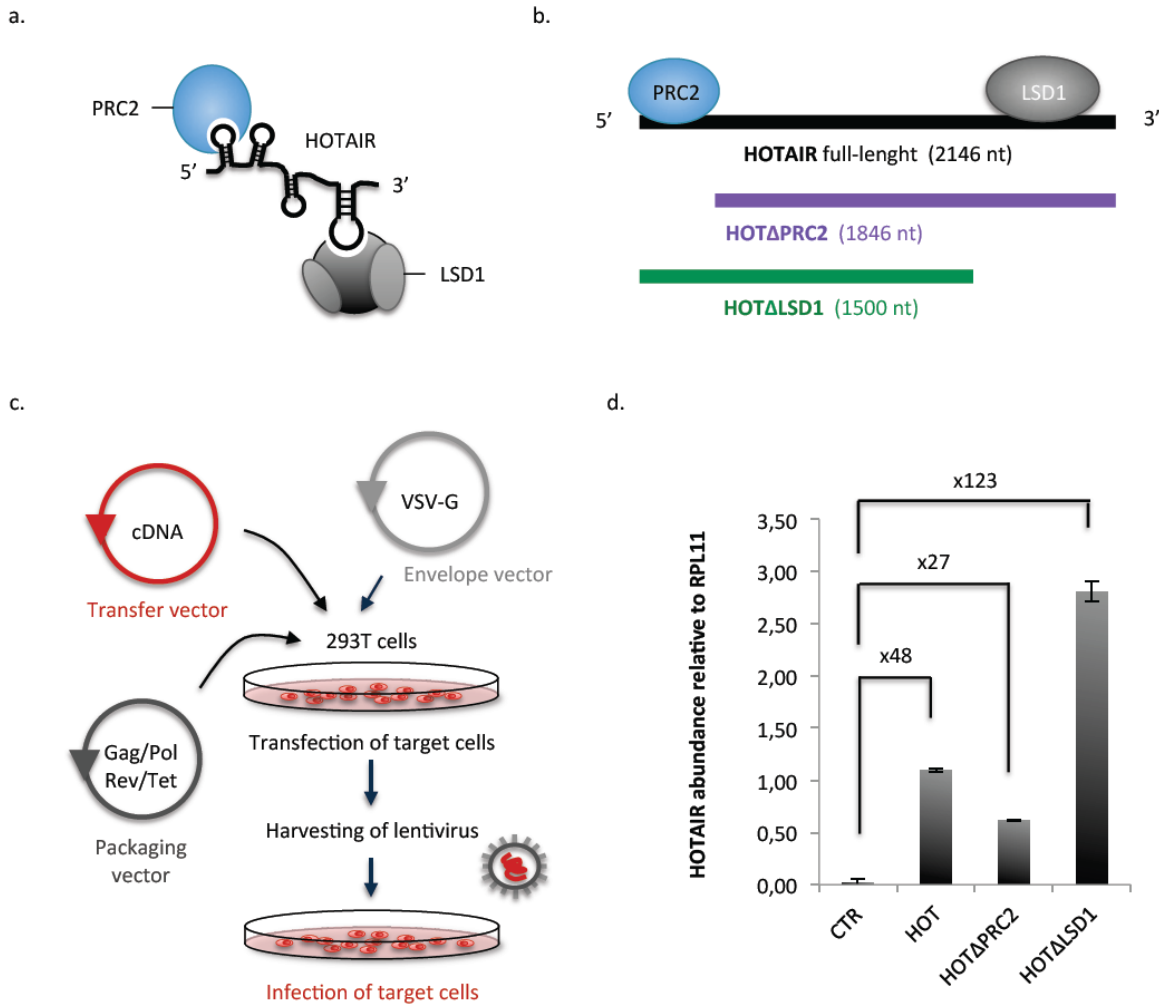 a.
PRC2
HOTAIR
5’
3’
LSD1
b.
PRC2
LSD1
5’
3’
HOTAIR full-lenght (2146 nt)
HOTΔPRC2 (1846 nt)
HOTΔLSD1 (1500 nt)
c.
cDNA
Transfer vector
VSV-G
Envelope vector
293T cells
Gag/Pol
Rev/Tet
Packaging
vector
Transfection of target cells
Harvesting of lentivirus
Infection of target cells
d.
HOTAIR abundance relative to RPL11
x123
x27
x48
3,50
3,00
2,50
2,00
1,50
1,00
0,50
0,00
CTR
HOT
HOTΔPRC2
HOTΔLSD1